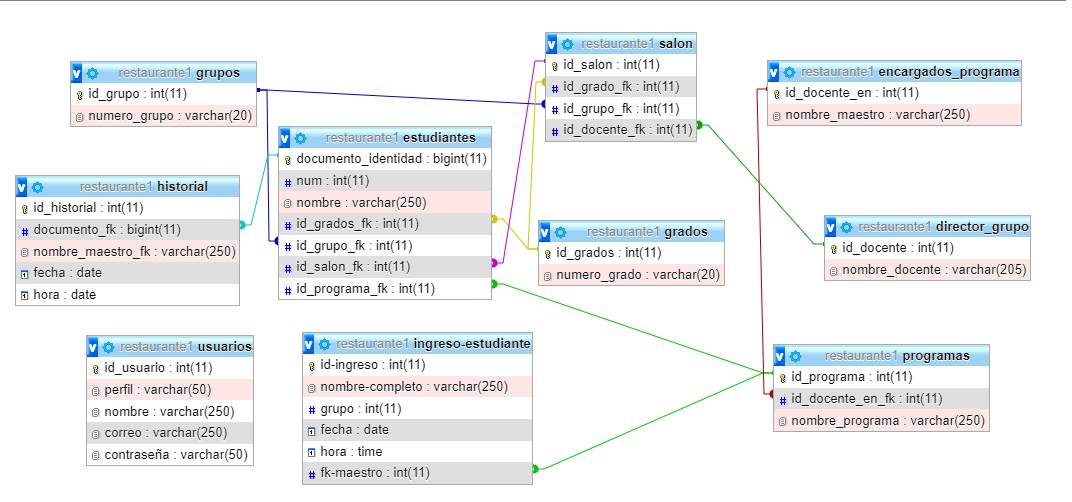 restaurante1 grupos
id_grupo : int(11)
numero_grupo : varchar(20)
restaurante1 estudiantes
documento_identidad : bigint(11)
num : int(11)
nombre : varchar(250)
id_grados_fk : int(11)
id_grupo_fk : int(11)
id_salon_fk : int(11)
id_programa_fk : int(11)
restaurante1 salon
id_salon : int(11)
id_grado_fk : int(11)
id_grupo_fk : int(11)
id_docente_fk : int(11)
restaurante1 encargados_programa
id_docente_en : int(11)
nombre_maestro : varchar(250)
restaurante1 historial
id_historial : int(11)
documento_fk : bigint(11)
nombre_maestro_fk : varchar(250)
fecha : date
hora : date
restaurante1 grados
id_grados : int(11)
numero_grado : varchar(20)
restaurante1 director_grupo
id_docente : int(11)
nombre_docente : varchar(205)
restaurante1 usuarios
id_usuario : int(11)
perfil : varchar(50)
nombre : varchar(250)
correo : varchar(250)
contraseña : varchar(50)
restaurante1 ingreso-estudiante
id-ingreso : int(11)
nombre-completo : varchar(250)
grupo : int(11)
fecha : date
hora : time
fk-maestro : int(11)
restaurante1 programas
id_programa : int(11)
id_docente_en_fk : int(11)
nombre_programa : varchar(250)